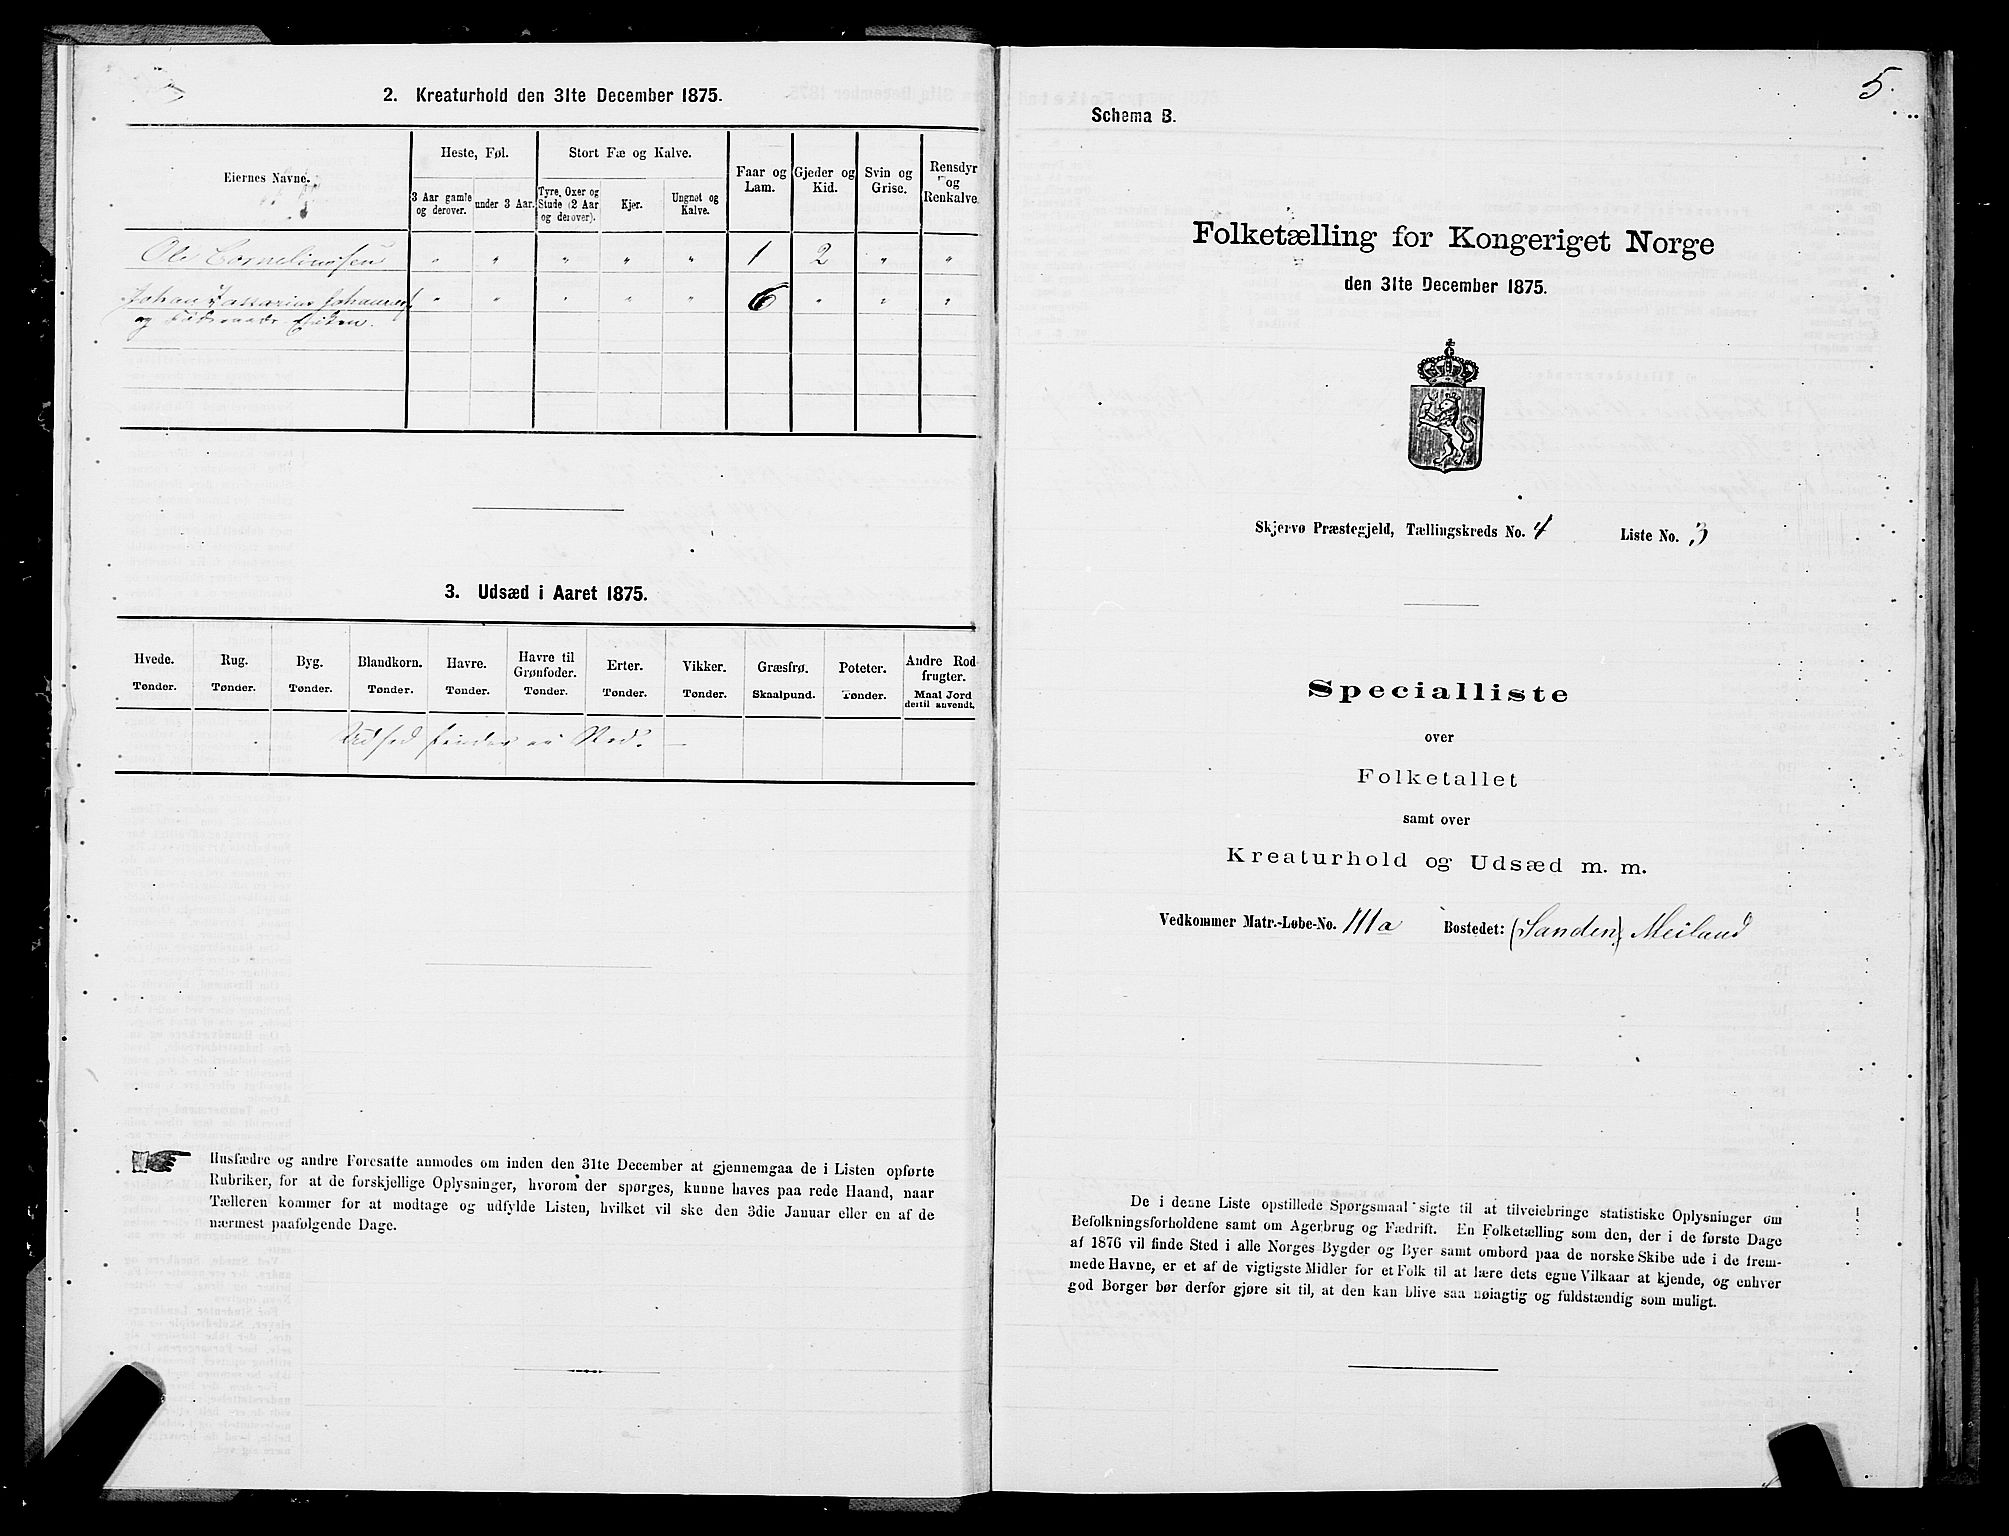 2. Kreaturhold den 31te December 1875.
Eiernes Navne.
Heste, Føl.
Stort Fæ og Kalve.
Faar og Lam.
Gjeder og Kid.
Svin og Grise.
Rensdyr og Renkalve.
3 Aar gamle og derover.
under 3 Aar.
Tyre, Oxer og Stude (2 Aar og derover).
Kjør.
Ungnøt og Kalve.
Ole Corneliussen " " " " " 1 2 " "
Johan Zakarias Johannes " " " " " 6 " " "
og
3. Udsæd i Aaret 1875.
Hvede. Rug. Byg. Blandkorn. Havre. Havre til Grønfoder. Erter. Vikker. Græsfrø. Poteter. Andre Rodfrugter.
Tønder. Tønder. Tønder. Tønder. Tønder. Tønder. Tønder. Tønder. Skaalpund. Tønder. Maal Jord dertil anvendt.
Udsed finder ei Sted. —
Husfædre og andre Foresatte anmodes om inden den 31te December at gjennemgaa de i Listen opførte
Rubriker, for at de forskjellige Oplysninger, hvorom der spørges, kunne haves paa rede Haand, naar
Tælleren kommer for at modtage og udfylde Listen, hvilket vil ske den 3die Januar eller en af de
nærmest paafølgende Dage.
5.
Schema B.
Folketælling for Kongeriget Norge
den 31te December 1875.
Skjervø Præstegjeld, Tællingskreds No. 4 Liste No. 3
Specialliste
over
Folketallet
samt over
Kreaturhold og Udsæd m. m.
Vedkommer Matr.-Løbe-No. 111a Bostedet: (Sanden) Meiland
De i denne Liste opstillede Spørgsmaal sigte til at tilveiebringe statistiske Oplysninger om
Befolkningsforholdene samt om Agerbrug og Fædrift. En Folketælling som den, der i de første Dage
af 1876 vil finde Sted i alle Norges Bygder og Byer samt ombord paa de norske Skibe ude i de frem-
mede Havne, er et af de vigtigste Midler for et Folk til at lære dets egne Vilkaar at kjende, og enhver
god Borger bør derfor gjøre sit til, at den kan blive saa nøiagtig og fuldstændig som muligt.